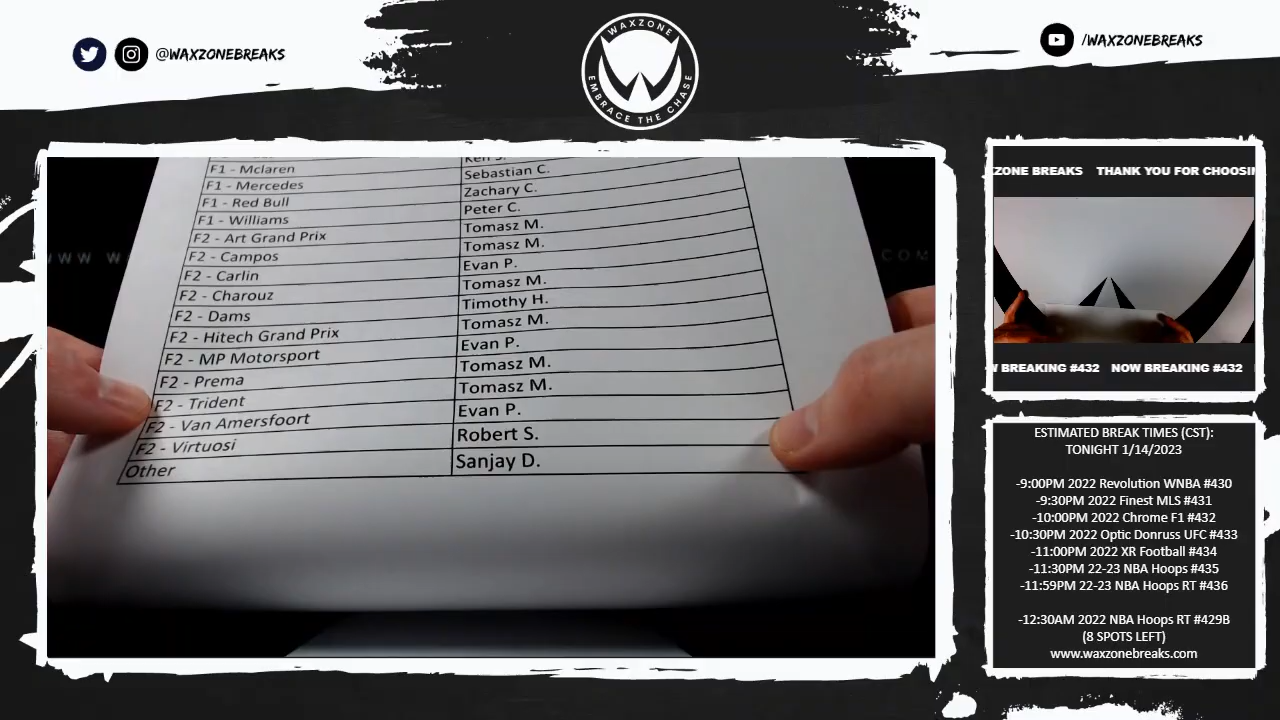 @WAXZONEBREAKS
WAXZONE
EMBRACE THE CHASE
/WAXZONEBREAKS
Ken S.
F1 - Mclaren Sebastian C.
F1 - Mercedes Zachary C.
F1 - Red Bull Peter C.
F1 - Williams Tomasz M.
F2 - Art Grand Prix Tomasz M.
F2 - Campos Evan P.
F2 - Carlin Tomasz M.
F2 - Charouz Timothy H.
F2 - Dams Tomasz M.
F2 - Hitech Grand Prix Evan P.
F2 - MP Motorsport Tomasz M.
F2 - Prema Tomasz M.
F2 - Trident Evan P.
F2 - Van Amersfoort Robert S.
F2 - Virtuosi Sanjay D.
Other
WWW
COM
ZONE BREAKS THANK YOU FOR CHOOSIN
W BREAKING #432 NOW BREAKING #432
ESTIMATED BREAK TIMES (CST):
TONIGHT 1/14/2023
-9:00PM 2022 Revolution WNBA #430
-9:30PM 2022 Finest MLS #431
-10:00PM 2022 Chrome F1 #432
-10:30PM 2022 Optic Donruss UFC #433
-11:00PM 2022 XR Football #434
-11:30PM 22-23 NBA Hoops #435
-11:59PM 22-23 NBA Hoops RT #436
-12:30AM 2022 NBA Hoops RT #429B
(8 SPOTS LEFT)
www.waxzonebreaks.com